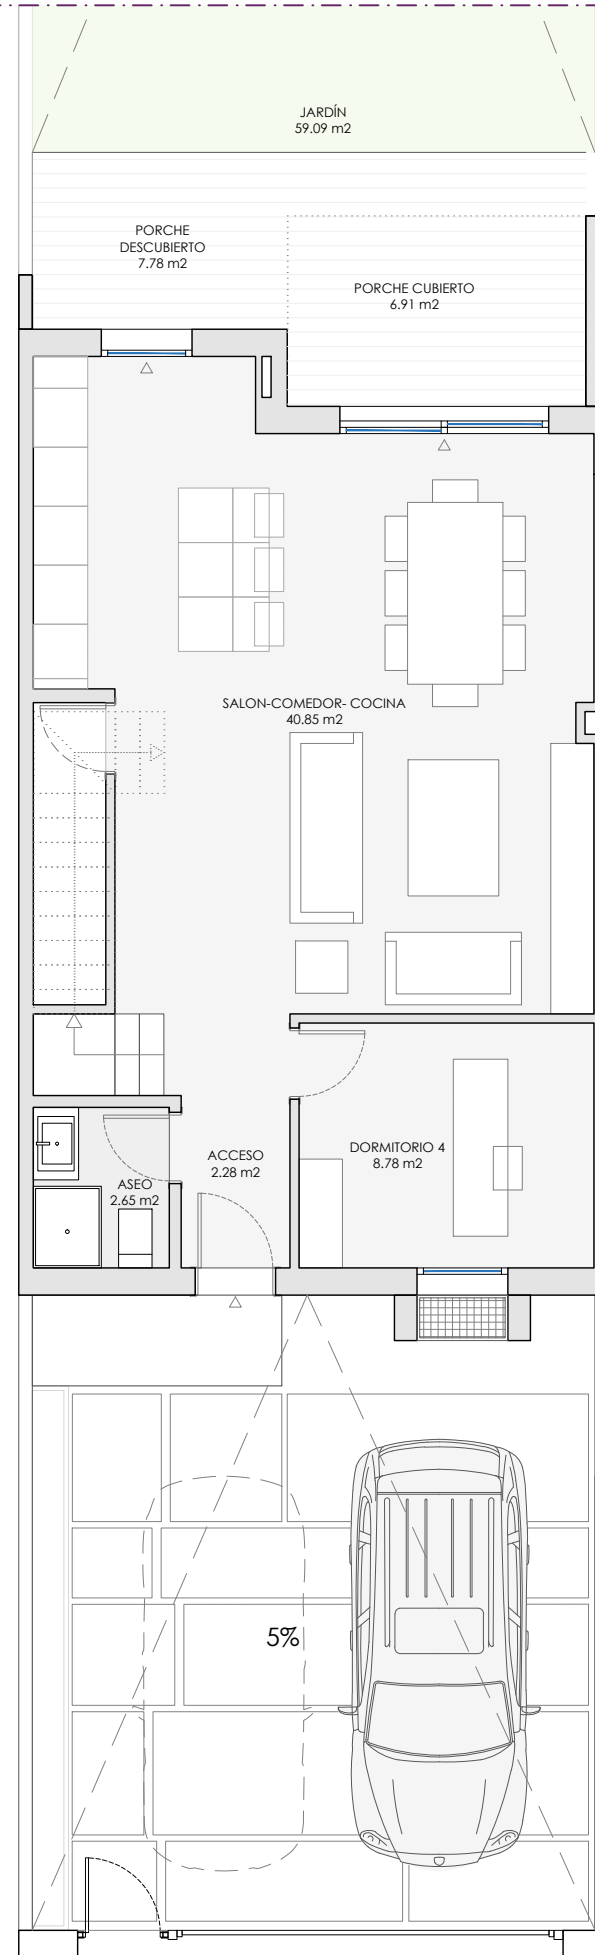 JARDÍN
59.09 m2
PORCHE
DESCUBIERTO
7.78 m2
PORCHE CUBIERTO
6.91 m2
SALON-COMEDOR- COCINA
40.85 m2
ACCESO
2.28 m2
DORMITORIO 4
8.78 m2
ASEO
2.65 m2
5%